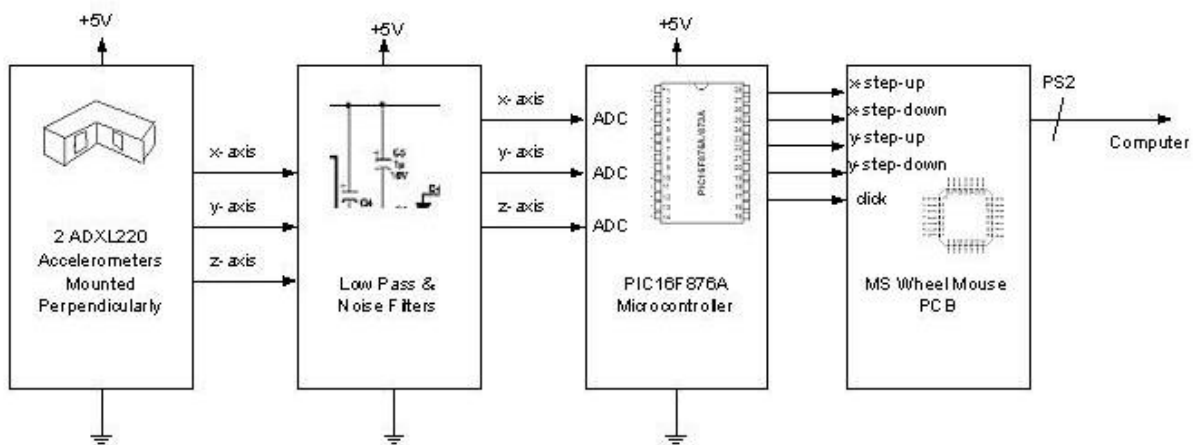 +5V
+5V
+5V
x- axis
y- axis
z- axis
2 ADXL220
Accelerometers
Mounted
Perpendicularly
Low Pass &
Noise Filters
x- axis
y- axis
z- axis
ADC
ADC
ADC
PIC16F876A/873A
PIC16F876A
Microcontroller
x-step-up
x-step-down
y-step-up
y-step-down
click
MS Wheel Mouse
PCB
PS2
Computer